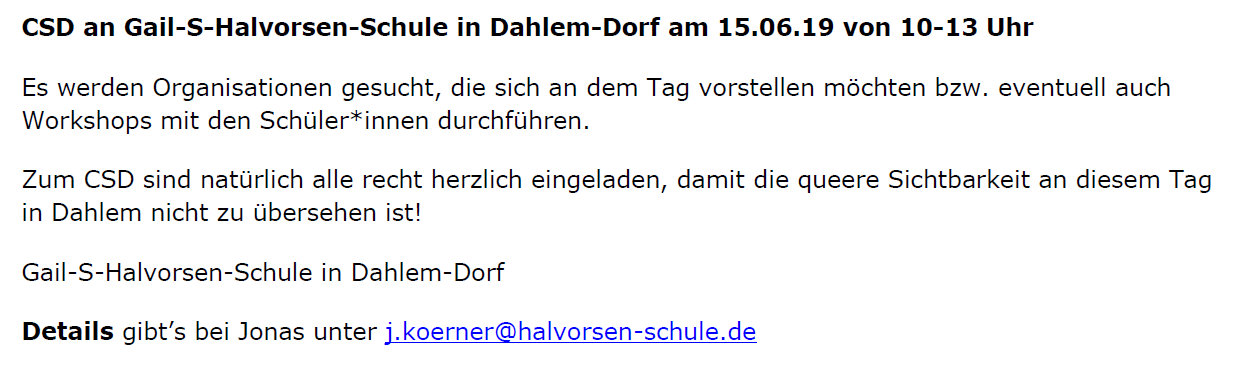 CSD an Gail-S-Halvorsen-Schule in Dahlem-Dorf am 15.06.19 von 10-13 Uhr
Es werden Organisationen gesucht, die sich an dem Tag vorstellen möchten bzw. eventuell auch
Workshops mit den Schüler*innen durchführen.
Zum CSD sind natürlich alle recht herzlich eingeladen, damit die queere Sichtbarkeit an diesem Tag
in Dahlem nicht zu übersehen ist!
Gail-S-Halvorsen-Schule in Dahlem-Dorf
Details gibt’s bei Jonas unter j.koerner@halvorsen-schule.de